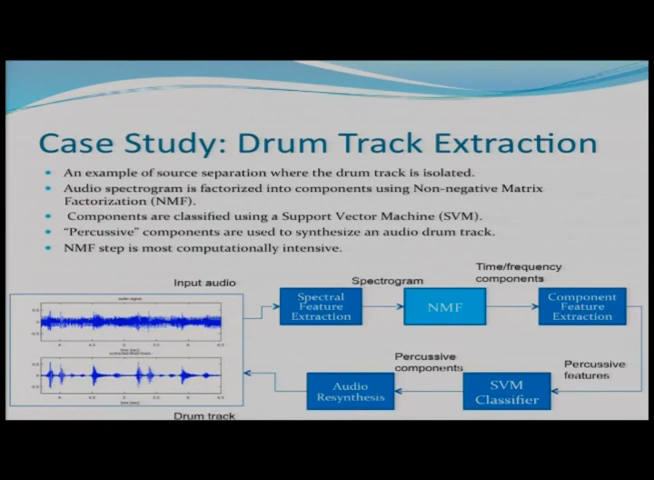 Case Study: Drum Track Extraction
• An example of source separation where the drum track is isolated.
• Audio spectrogram is factorized into components using Non-negative Matrix
Factorization (NMF).
• Components are classified using a Support Vector Machine (SVM).
• "Percussive" components are used to synthesize an audio drum track.
• NMF step is most computationally intensive.
Input audio
Spectrogram
Time/frequency
components
Spectral
Feature
Extraction
NMF
Component
Feature
Extraction
Percussive
components
Percussive
features
Audio
Resynthesis
SVM
Classifier
Drum track